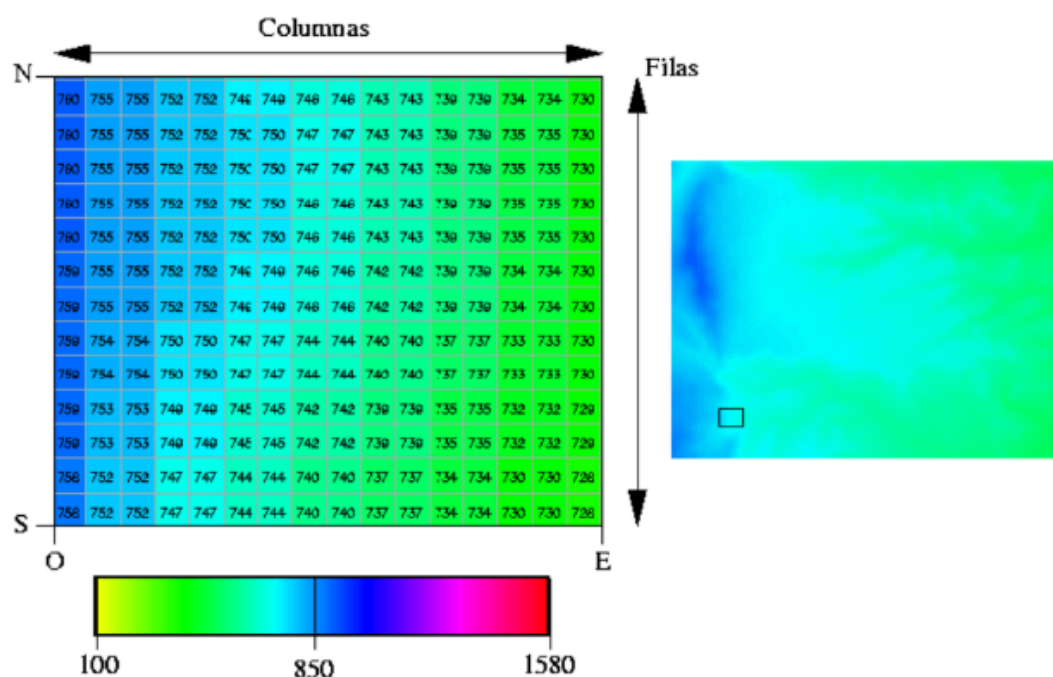 Columnas
N
Filas
760 755 755 752 752 749 749 746 746 743 743 739 739 734 734 730
760 755 755 752 752 750 750 747 747 743 743 739 739 735 735 730
760 755 755 752 752 750 750 747 747 743 743 739 739 735 735 730
760 755 755 752 752 750 750 746 746 743 743 739 739 735 735 730
760 755 755 752 752 750 750 746 746 743 743 739 739 735 735 730
759 755 755 752 752 749 749 746 746 742 742 739 739 734 734 730
759 755 755 752 752 749 749 746 746 742 742 739 739 734 734 730
759 754 754 750 750 747 747 744 744 740 740 737 737 733 733 730
759 754 754 750 750 747 747 744 744 740 740 737 737 733 733 730
759 753 753 749 749 745 745 742 742 739 739 735 735 732 732 729
759 753 753 749 749 745 745 742 742 739 739 735 735 732 732 729
752 752 747 747 744 744 740 740 737 737 734 734 730 730
752 752 747 747 744 744 740 740 737 737 734 734 730 730
S
O E
100 850 1580